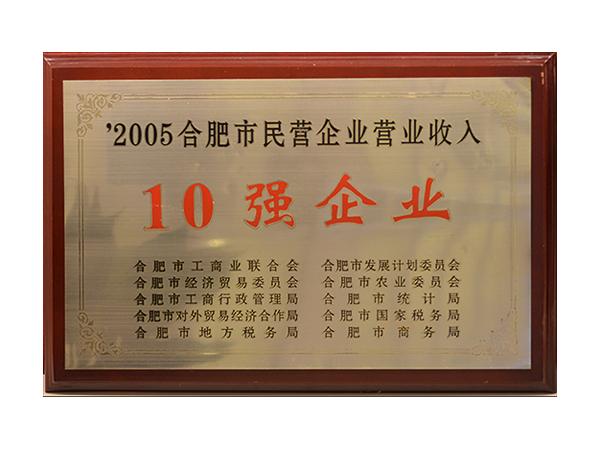 ’2005合肥市民营企业营业收入
10强企业
合肥市工商业联合会 合肥市发展计划委员会
合肥市经济贸易委员会 合肥市农业委员会
合肥市工商行政管理局 合肥市统计局
合肥市对外贸易经济合作局 合肥市国家税务局
合肥市地方税务局 合肥市商务局